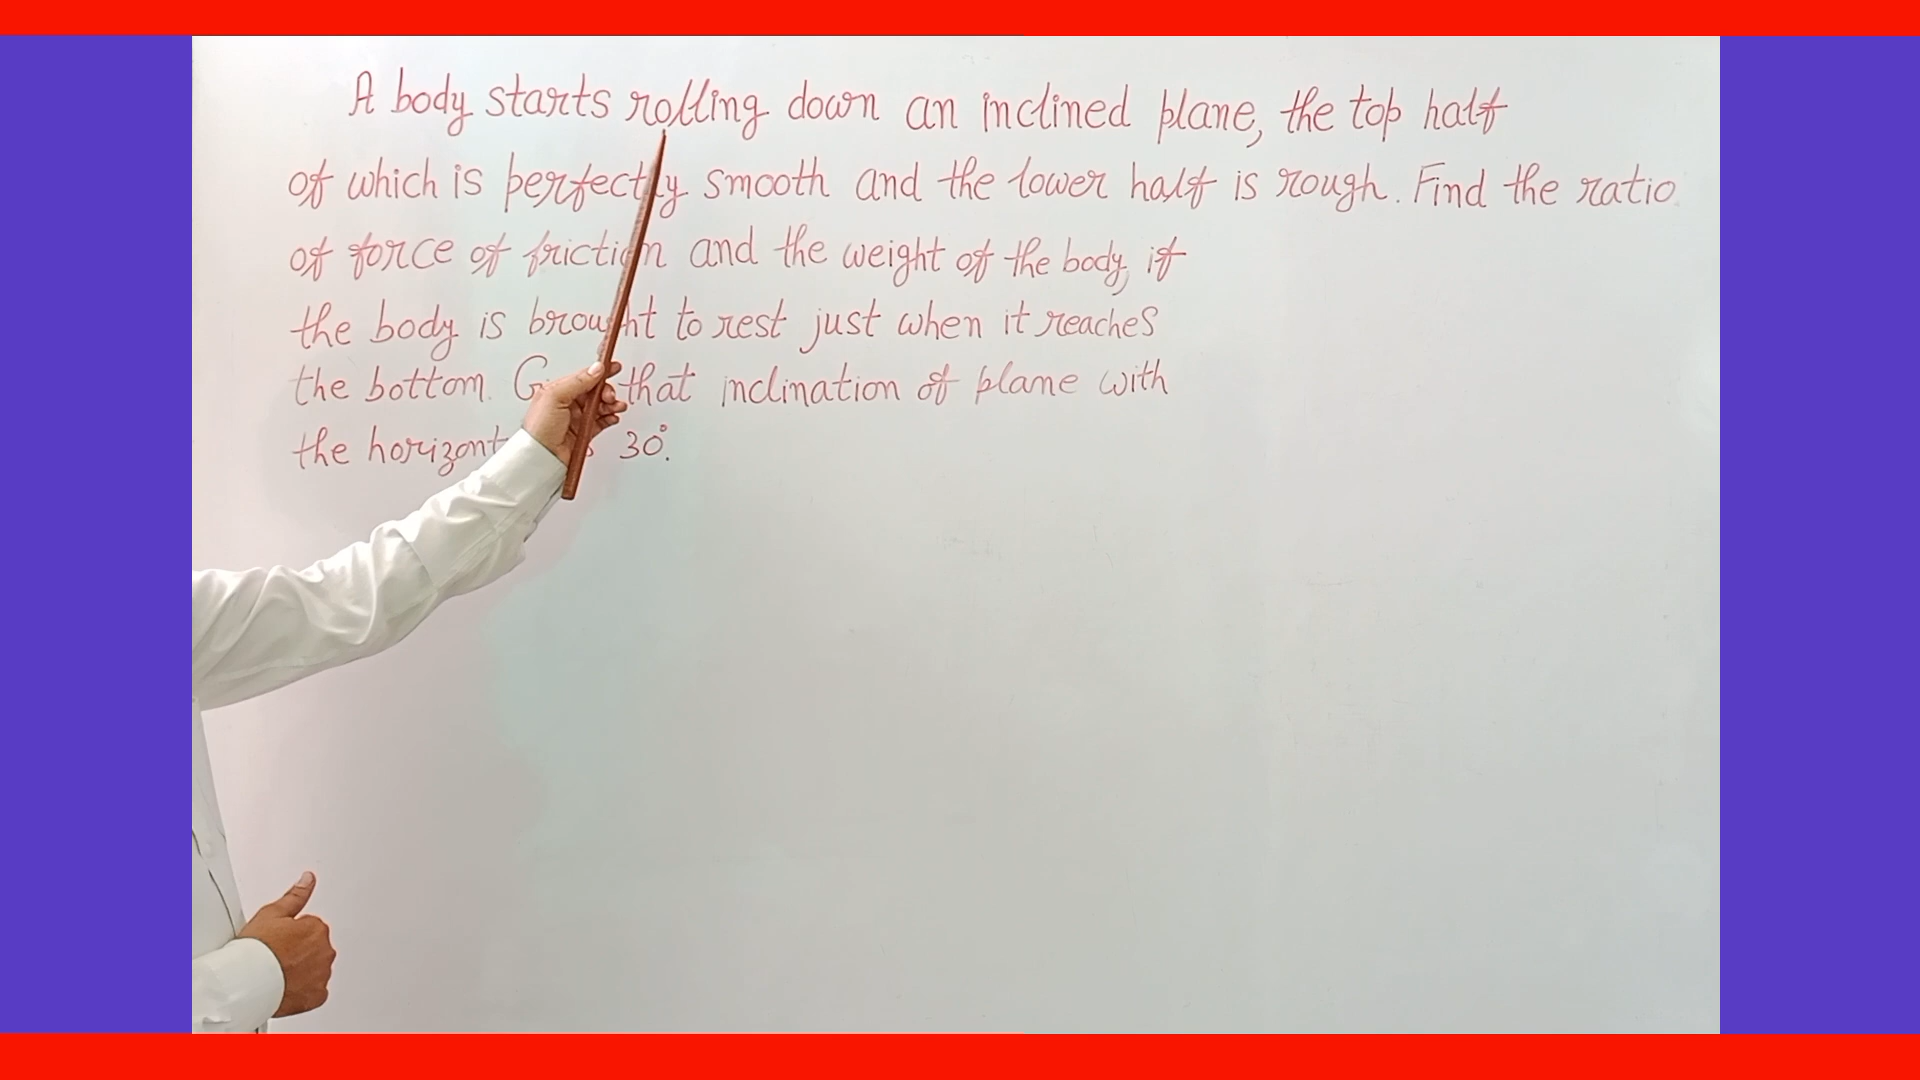 A body starts rolling down an inclined plane, the top half
of which is perfectly smooth and the lower half is rough. Find the ratio
of force of friction and the weight of the body, if
the body is brought to rest just when it reaches
the bottom. that inclination of plane with
the 30°.